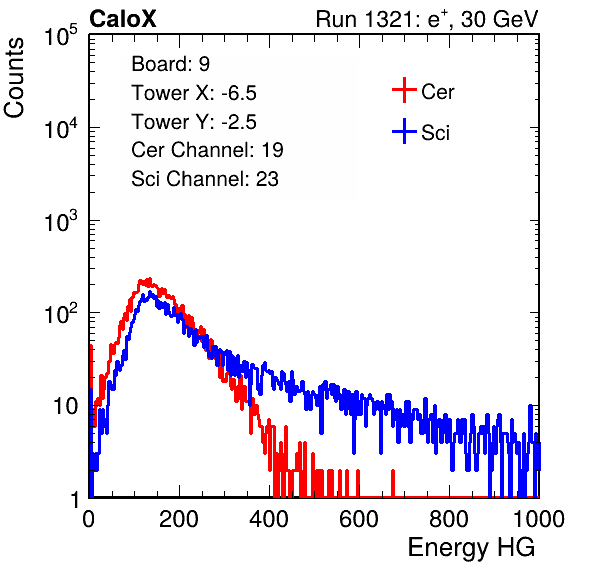 CaloX Run 1321: e⁺, 30 GeV
Counts
10⁵
10⁴
10³
10²
10
1
Board: 9
Tower X: -6.5
Tower Y: -2.5
Cer Channel: 19
Sci Channel: 23
Cer
Sci
0 200 400 600 800 1000
Energy HG